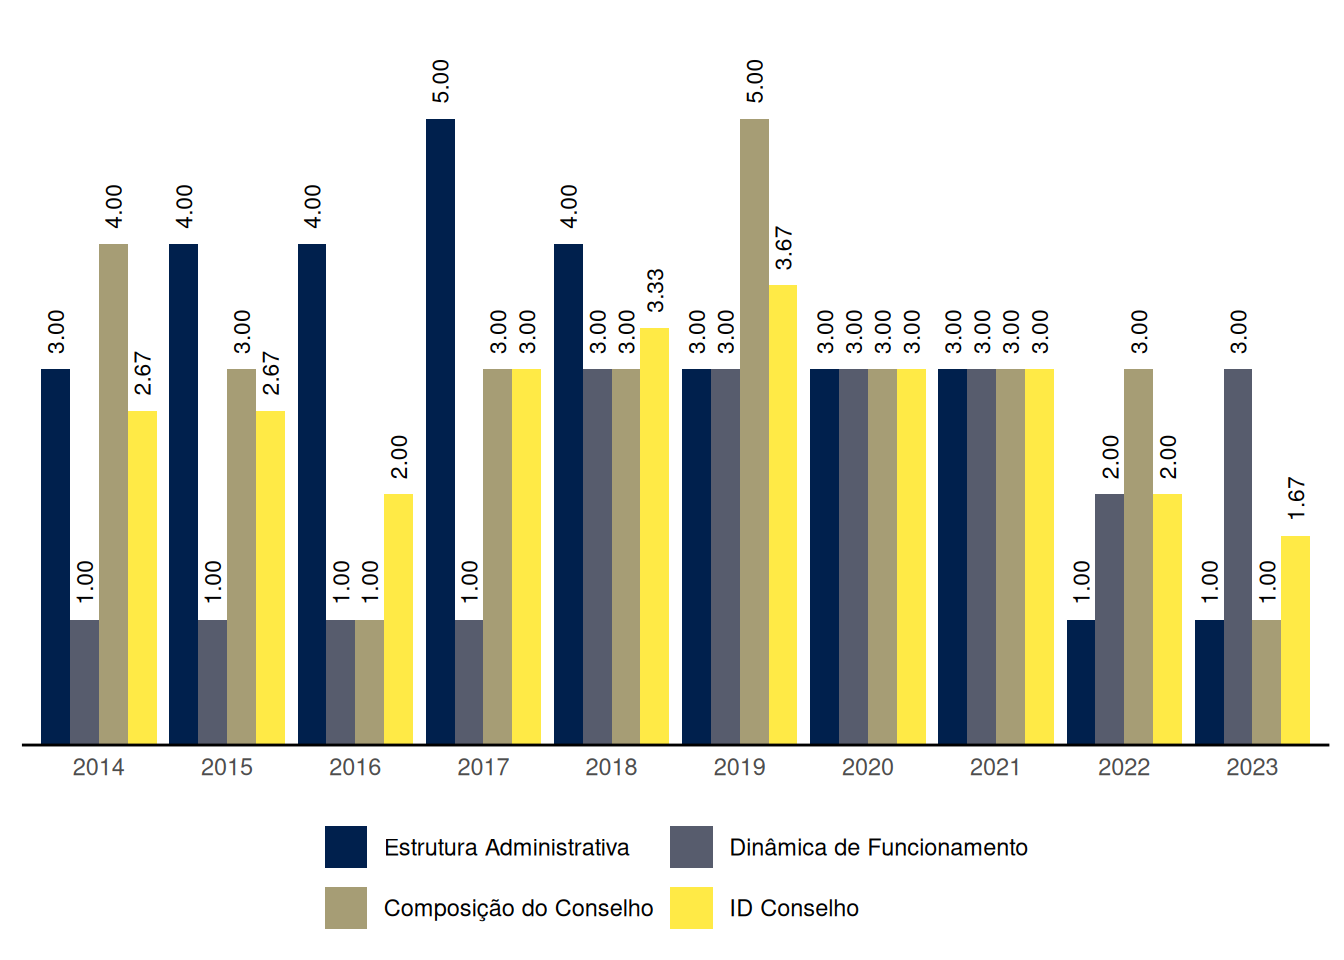 3.00 1.00 4.00 2.67
4.00 1.00 3.00 2.67
4.00 1.00 1.00 2.00
5.00 1.00 3.00 3.00
4.00 3.00 3.00 3.33
3.00 3.00 5.00 3.67
3.00 3.00 3.00 3.00
3.00 3.00 3.00 3.00
1.00 2.00 3.00 2.00
1.00 3.00 1.00 1.67
2014 2015 2016 2017 2018 2019 2020 2021 2022 2023
Estrutura Administrativa Dinâmica de Funcionamento
Composição do Conselho ID Conselho